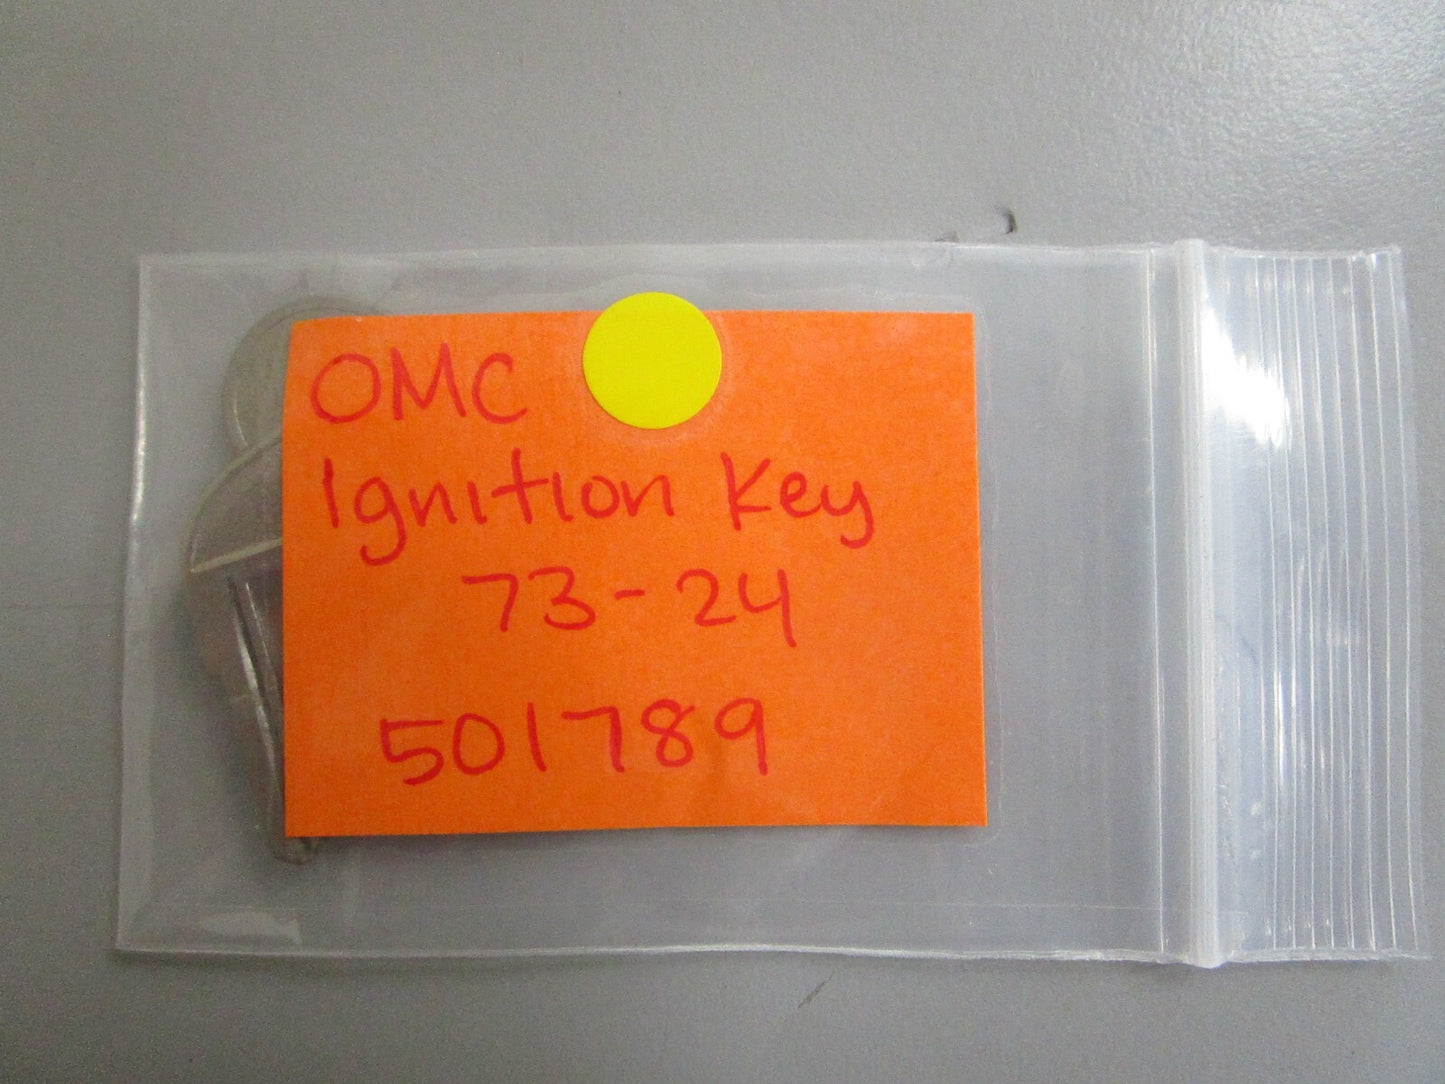 OMC
Ignition Key
73-24
501789